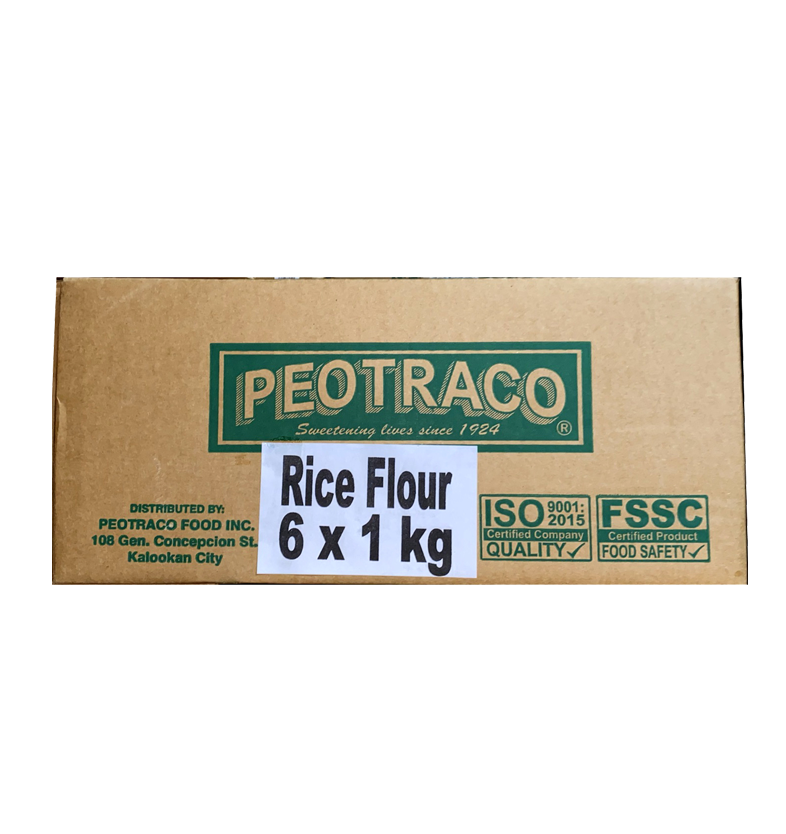 PEOTRACO®
Sweetening lives since 1924
Rice Flour
6 x 1 kg
DISTRIBUTED BY:
PEOTRACO FOOD INC.
108 Gen. Concepcion St.
Kalookan City
ISO 9001:
2015
Certified Company
QUALITY✓
FSSC
Certified Product
FOOD SAFETY✓